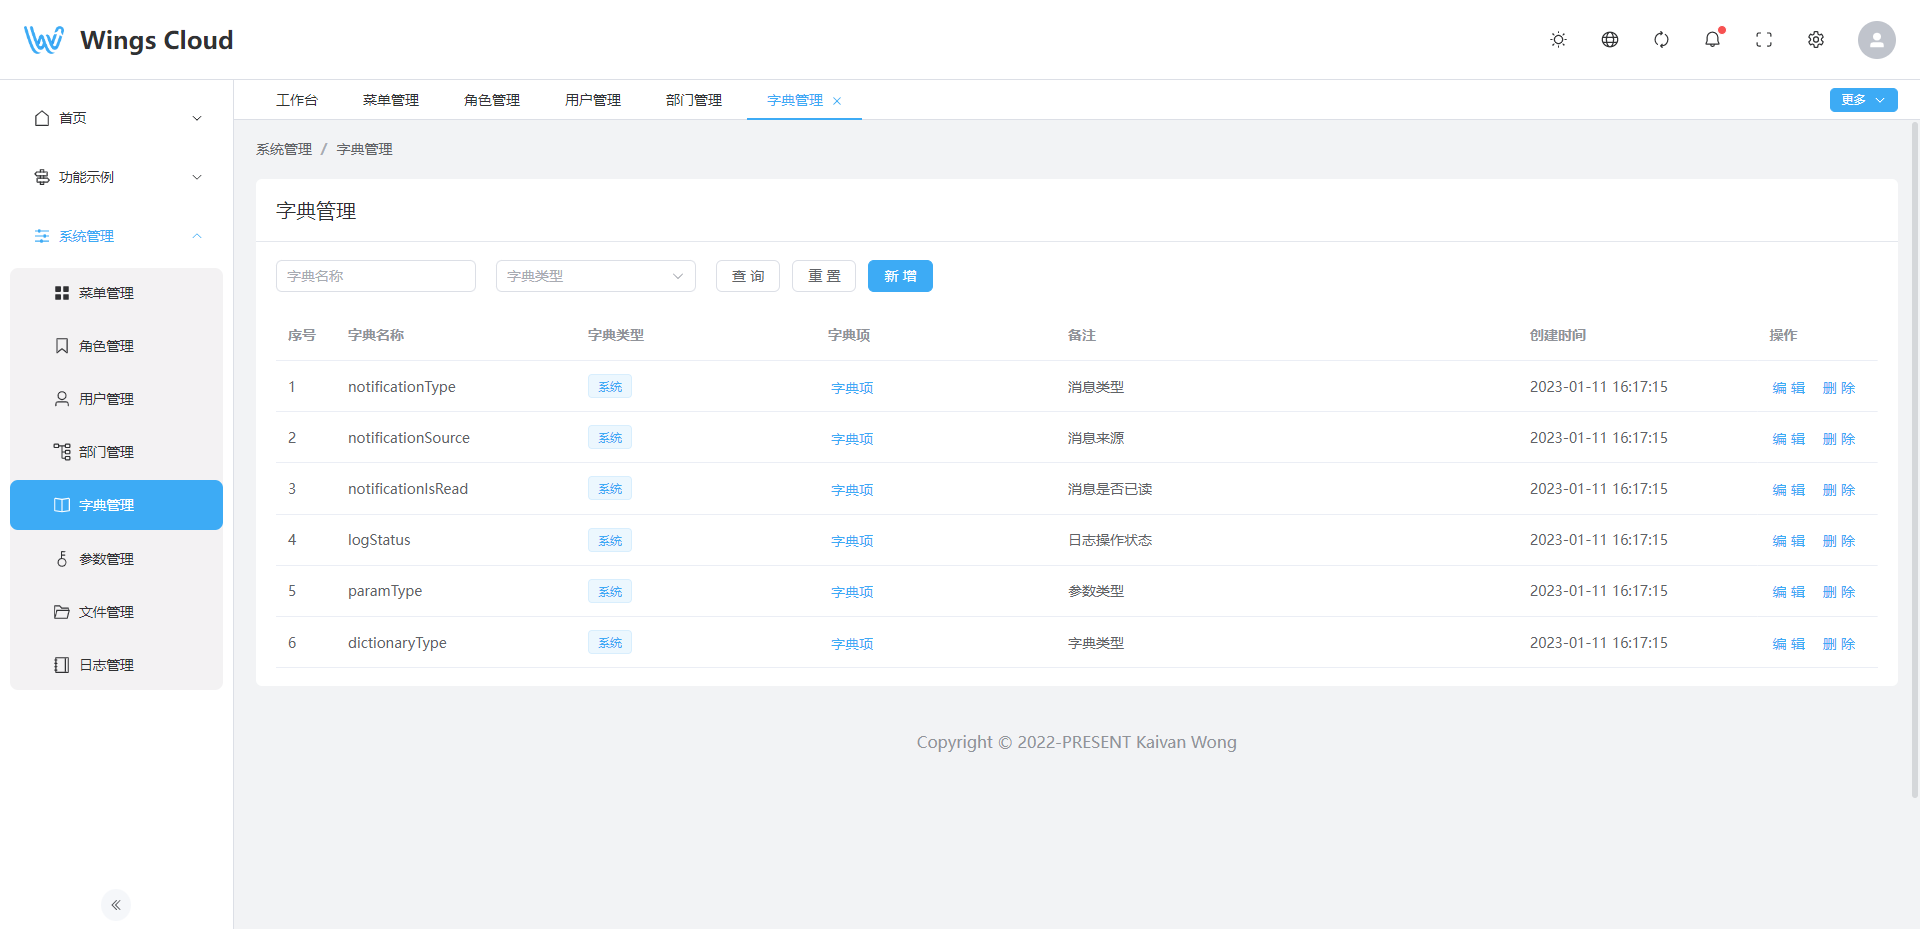 Wings Cloud
首页
功能示例
系统管理
菜单管理
角色管理
用户管理
部门管理
字典管理
参数管理
文件管理
日志管理
工作台 菜单管理 角色管理 用户管理 部门管理 字典管理 更多
系统管理 / 字典管理
字典管理
字典名称 字典类型 查 询 重 置 新 增
序号 字典名称 字典类型 字典项 备注 创建时间 操作
1 notificationType 系统 字典项 消息类型 2023-01-11 16:17:15 编 辑 删 除
2 notificationSource 系统 字典项 消息来源 2023-01-11 16:17:15 编 辑 删 除
3 notificationIsRead 系统 字典项 消息是否已读 2023-01-11 16:17:15 编 辑 删 除
4 logStatus 系统 字典项 日志操作状态 2023-01-11 16:17:15 编 辑 删 除
5 paramType 系统 字典项 参数类型 2023-01-11 16:17:15 编 辑 删 除
6 dictionaryType 系统 字典项 字典类型 2023-01-11 16:17:15 编 辑 删 除
Copyright © 2022-PRESENT Kaivan Wong